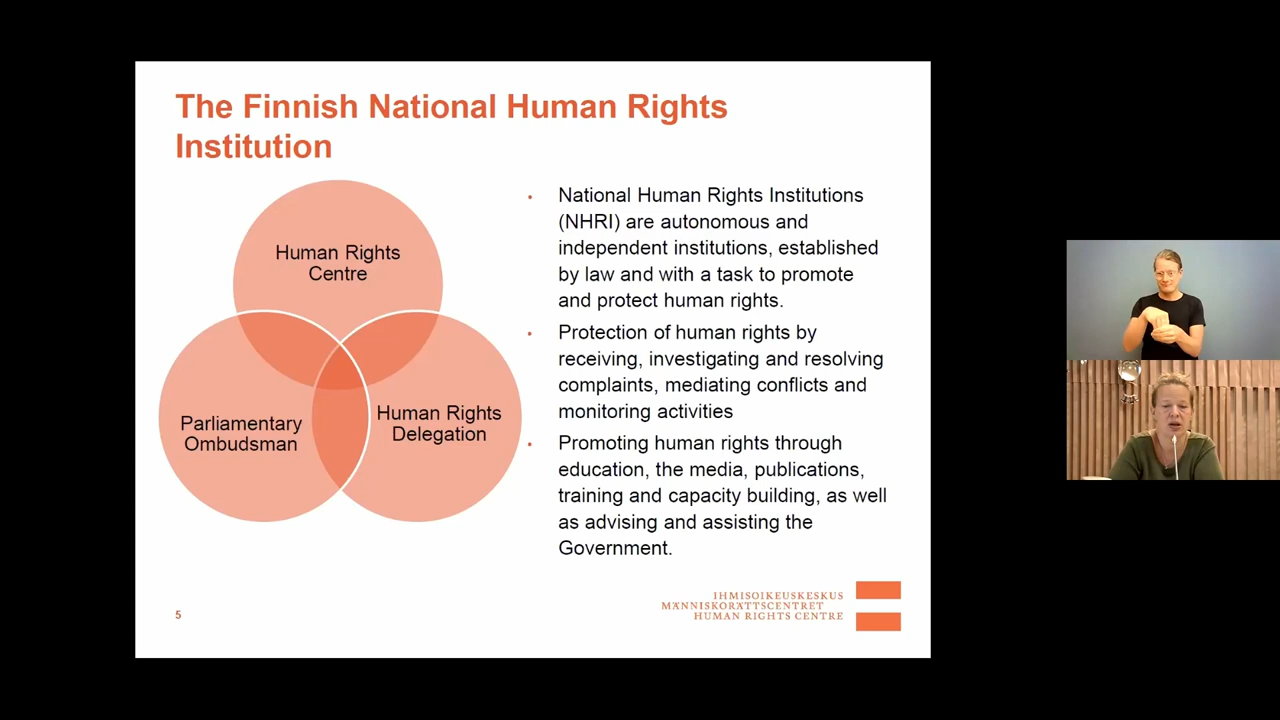 The Finnish National Human Rights
Institution
Human Rights
Centre
Parliamentary
Ombudsman
Human Rights
Delegation
• National Human Rights Institutions
(NHRI) are autonomous and
independent institutions, established
by law and with a task to promote
and protect human rights.
• Protection of human rights by
receiving, investigating and resolving
complaints, mediating conflicts and
monitoring activities
• Promoting human rights through
education, the media, publications,
training and capacity building, as well
as advising and assisting the
Government.
5
IHMISOIKEUSKESKUS
MÄNNISKORÄTTSCENTRET
HUMAN RIGHTS CENTRE